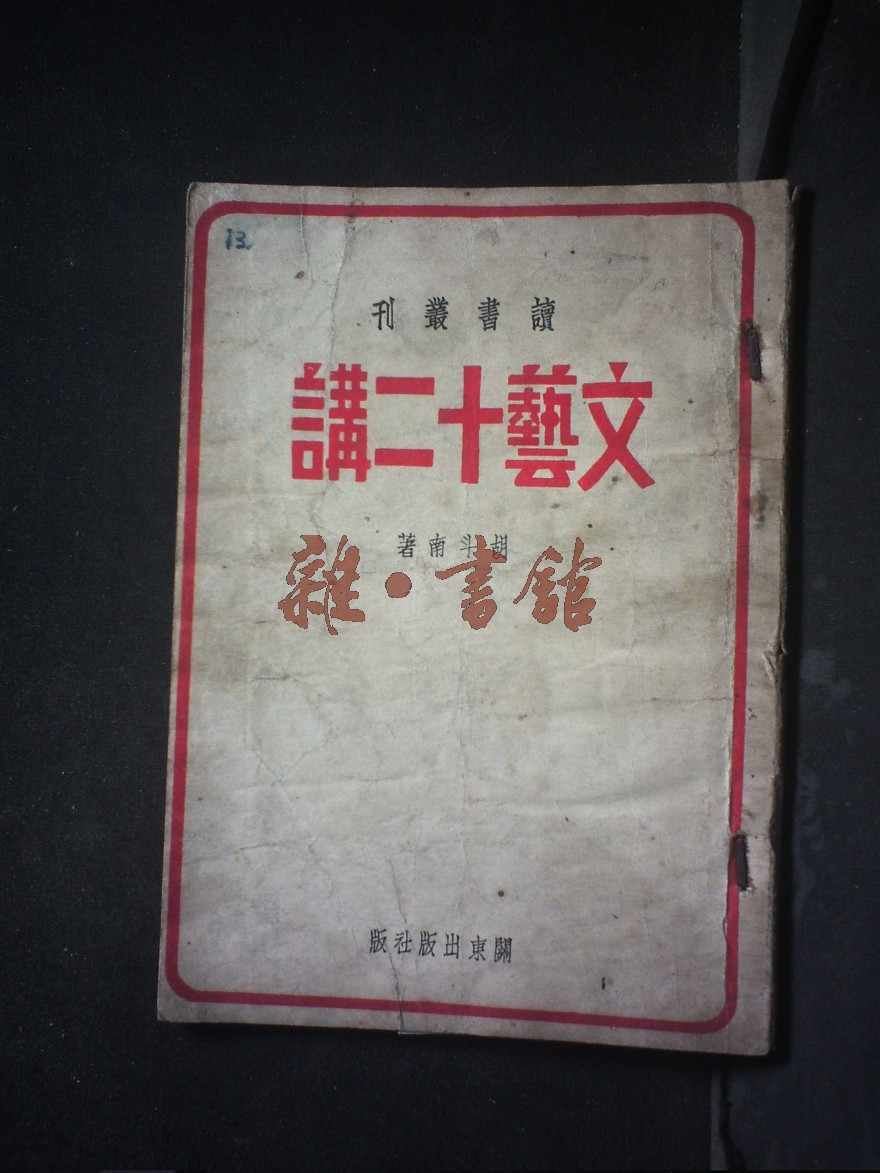 13
讀書叢刊
文藝十二講
胡斗南著
雜·書館
關東出版社版